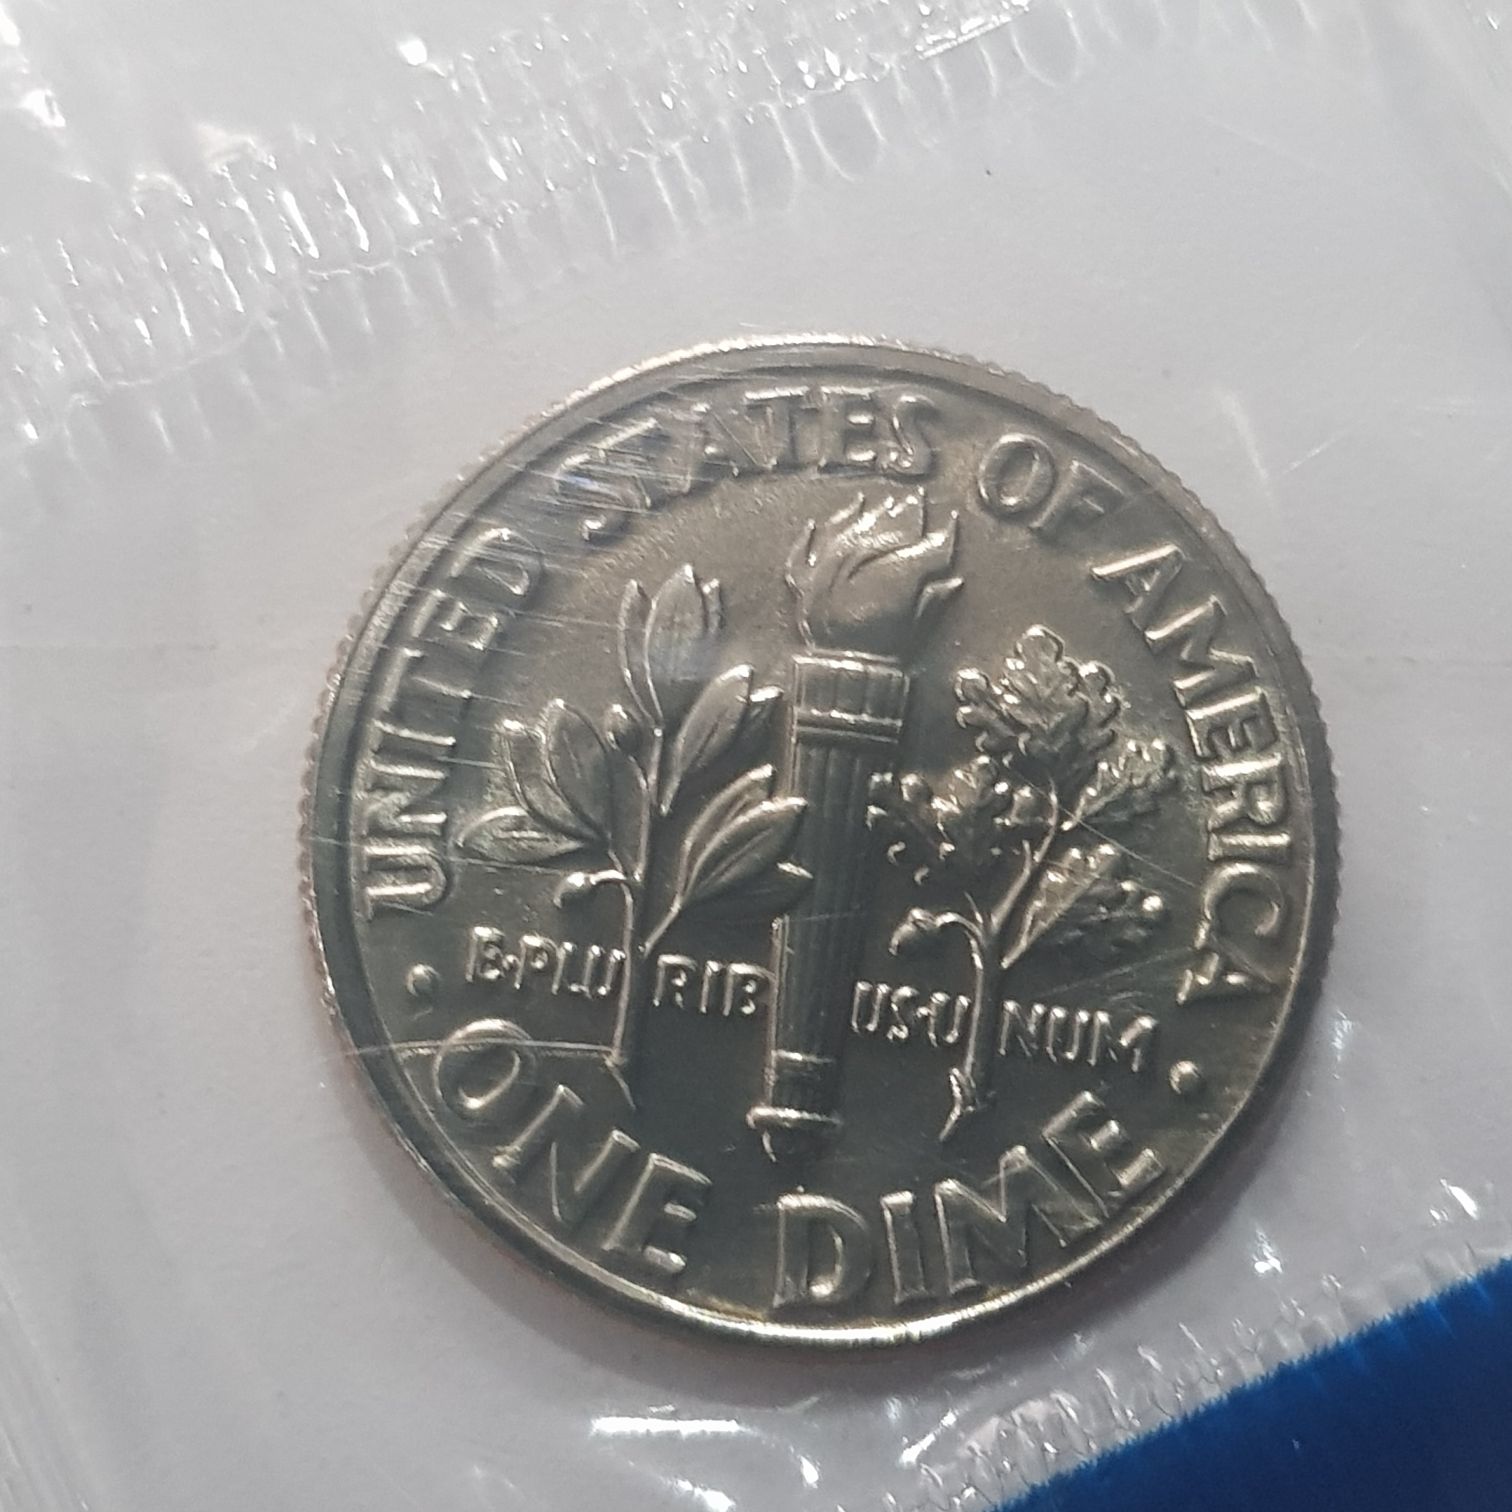 UNITED STATES OF AMERICA
E·PLURIBUS·UNUM
ONE DIME